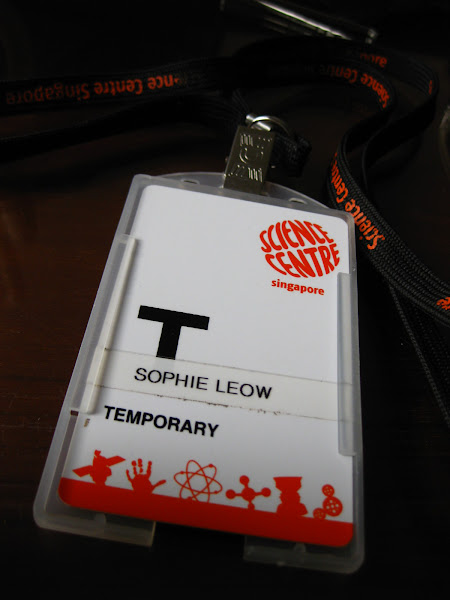 Science Centre Singapore
Science Centre
SCIENCE
CENTRE
singapore
T
SOPHIE LEOW
TEMPORARY